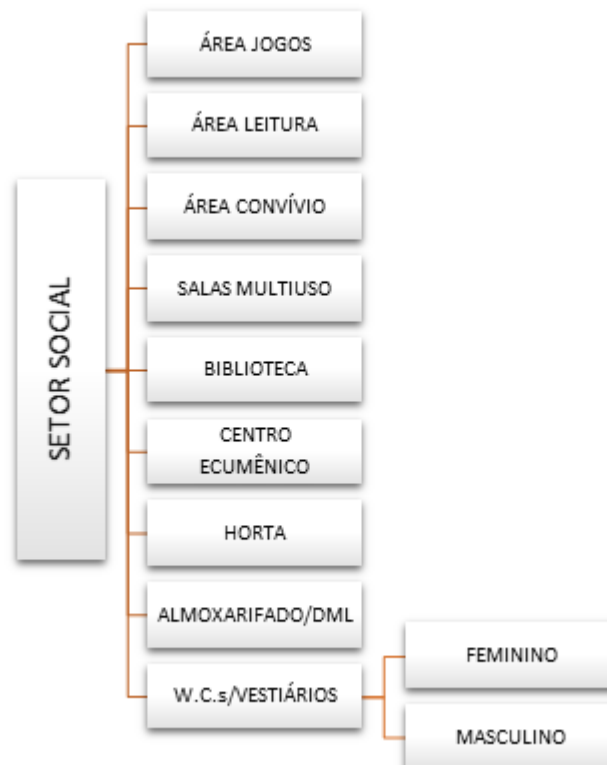 SETOR SOCIAL
ÁREA JOGOS
ÁREA LEITURA
ÁREA CONVÍVIO
SALAS MULTIUSO
BIBLIOTECA
CENTRO
ECUMÊNICO
HORTA
ALMOXARIFADO/DML
W.C.s/VESTIÁRIOS
FEMININO
MASCULINO